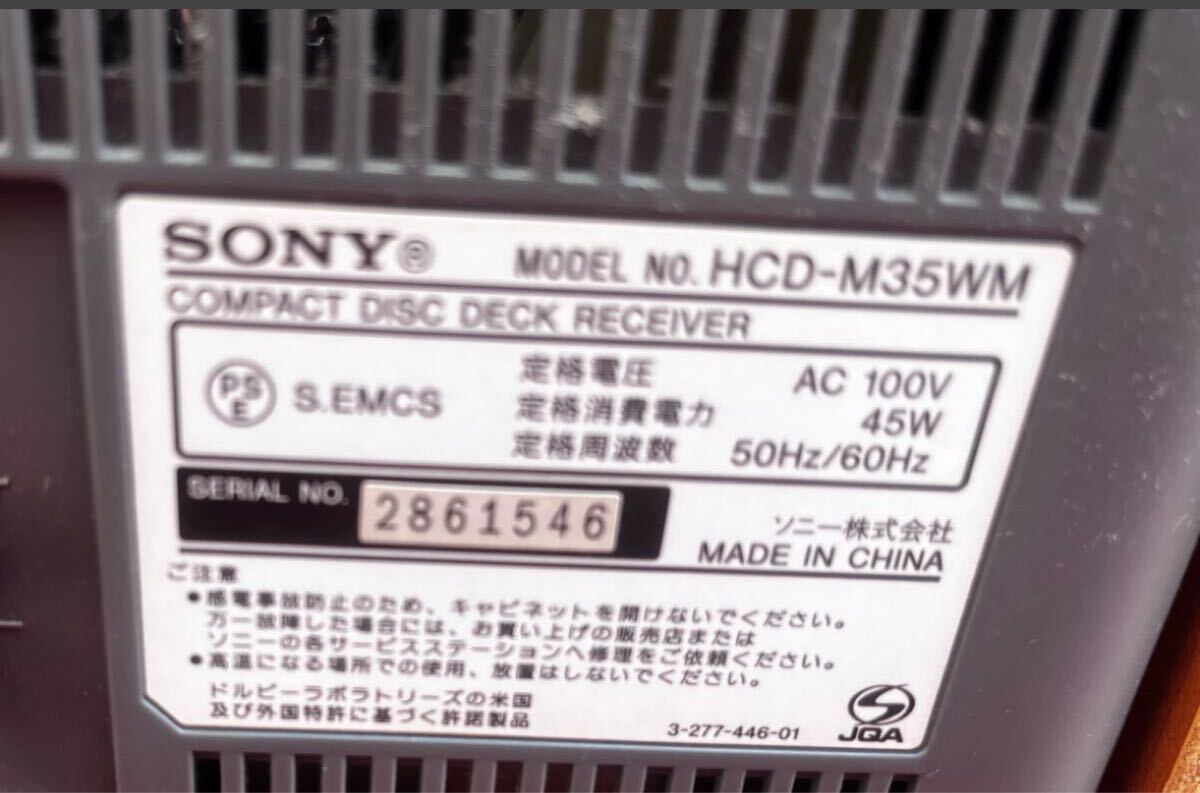 SONY®
MODEL NO. HCD-M35WM
COMPACT DISC DECK RECEIVER
PSE S.EMCS
定格電圧 AC 100V
定格消費電力 45W
定格周波数 50Hz/60Hz
SERIAL NO. 2861546
ソニー株式会社
MADE IN CHINA
ご注意
●感電事故防止のため、キャビネットを開けないでください。
万一故障した場合には、お買い上げの販売店または
ソニーの各サービスステーションへ修理をご依頼ください。
●高温になる場所での使用、放置はしないでください。
ドルビーラボラトリーズの米国
及び外国特許に基づく許諾製品
3-277-446-01
JQA